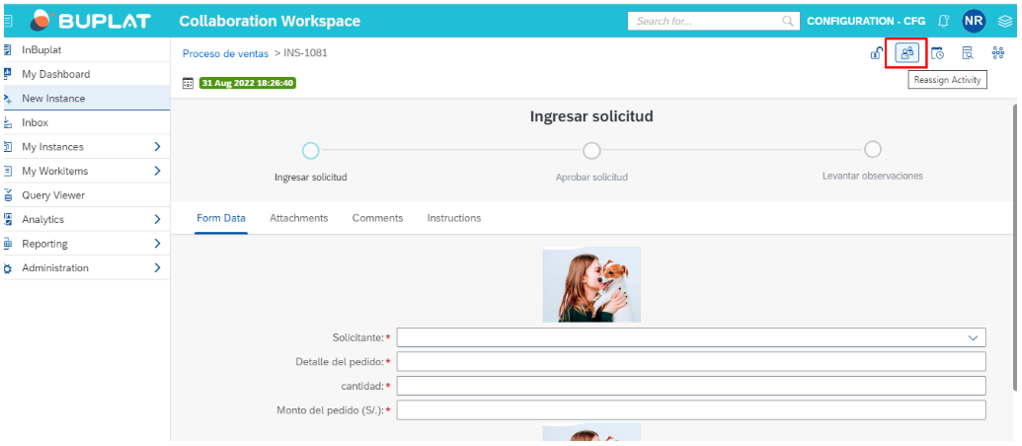 BUPLAT Collaboration Workspace Search for... CONFIGURATION - CFG NR
InBuplat
My Dashboard
New Instance
Inbox
My Instances
My Workitems
Query Viewer
Analytics
Reporting
Administration
Proceso de ventas > INS-1081
Reassign Activity
31 Aug 2022 18:26:40
Ingresar solicitud
Ingresar solicitud Aprobar solicitud Levantar observaciones
Form Data Attachments Comments Instructions
Solicitante:*
Detalle del pedido:*
cantidad:*
Monto del pedido (S/.):*